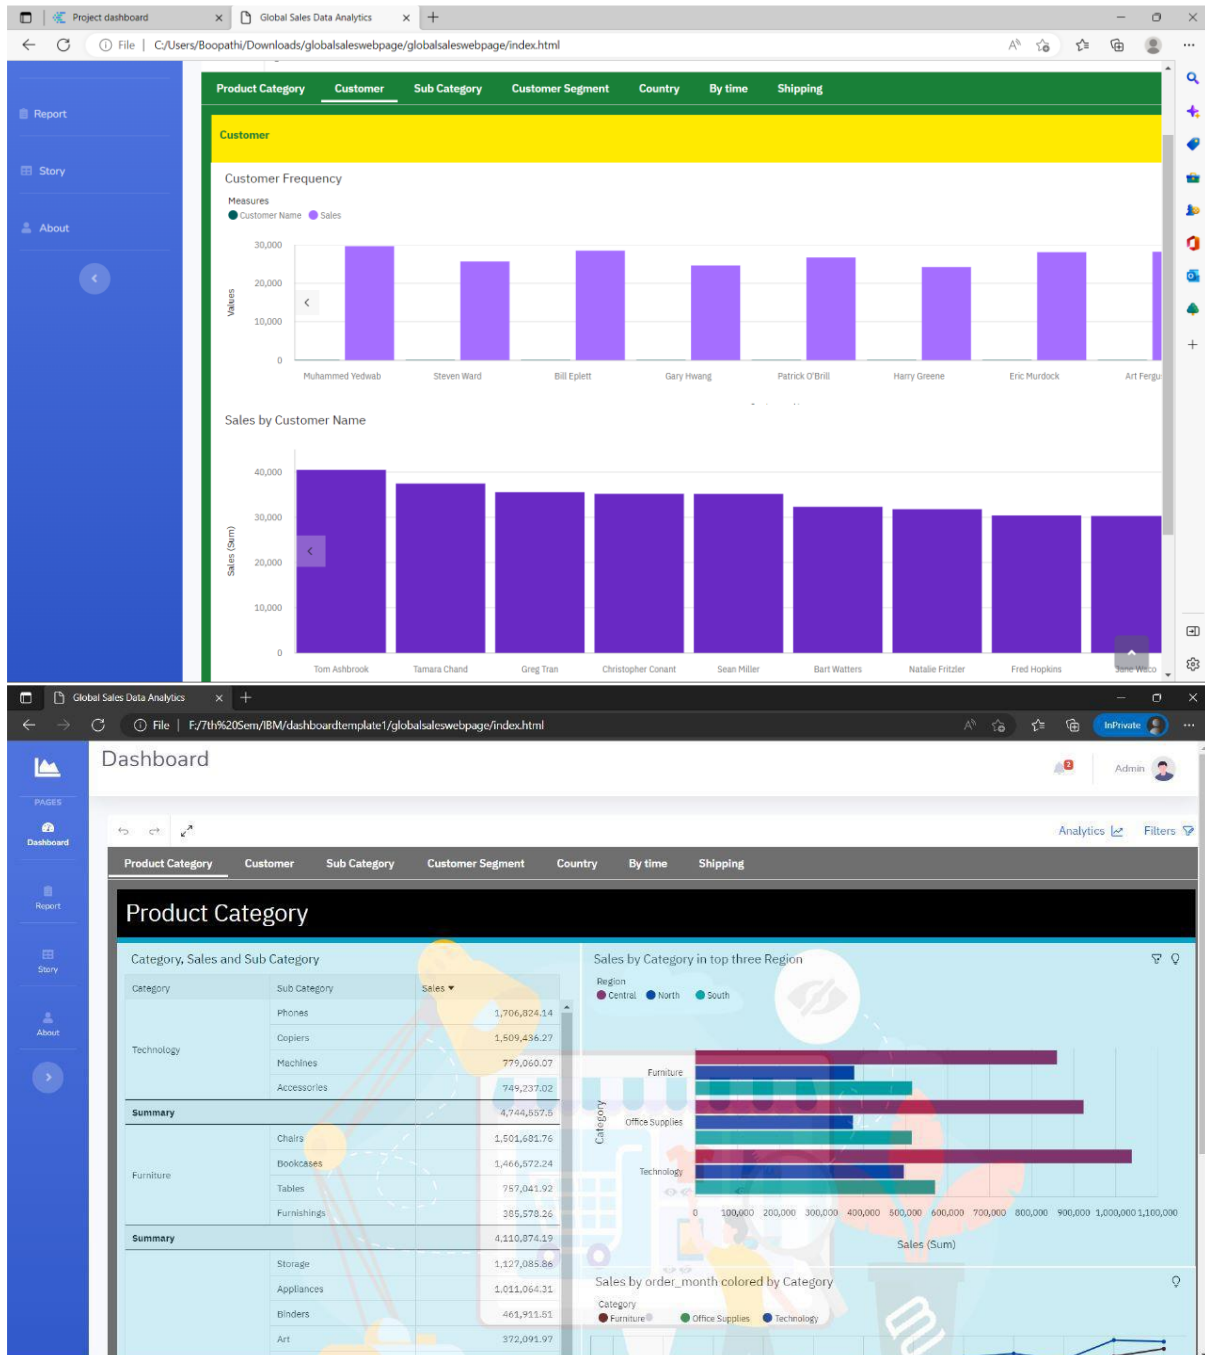 Project dashboard
Global Sales Data Analytics
File | C:/Users/Boopathi/Downloads/globalsaleswebpage/globalsaleswebpage/index.html
Report
Story
About
Product Category Customer Sub Category Customer Segment Country By time Shipping
Customer
Customer Frequency
Measures
Customer Name Sales
30,000
20,000
10,000
0
Values
Muhammed Yedwab Steven Ward Bill Eplett Gary Hwang Patrick O'Brill Harry Greene Eric Murdock Art Fergu
Sales by Customer Name
40,000
30,000
20,000
10,000
0
Sales (Sum)
Tom Ashbrook Tamara Chand Greg Tran Christopher Conant Sean Miller Bart Watters Natalie Fritzler Fred Hopkins Jane Waco
Global Sales Data Analytics
File | F:/7th%20Sem/IBM/dashboardtemplate1/globalsaleswebpage/index.html
InPrivate
Dashboard
2
Admin
PAGES
Dashboard
Report
Story
About
Analytics Filters
Product Category Customer Sub Category Customer Segment Country By time Shipping
Product Category
Category, Sales and Sub Category
Category Sub Category Sales
Technology
Phones 1,706,824.14
Copiers 1,509,436.27
Machines 779,060.07
Accessories 749,237.02
Summary 4,744,557.5
Furniture
Chairs 1,501,681.76
Bookcases 1,466,572.24
Tables 757,041.92
Furnishings 385,578.26
Summary 4,110,874.19
Storage 1,127,085.86
Appliances 1,011,064.31
Binders 461,911.51
Art 372,091.97
Sales by Category in top three Region
Region
Central North South
Category
Furniture
Office Supplies
Technology
0 100,000 200,000 300,000 400,000 500,000 600,000 700,000 800,000 900,000 1,000,000 1,100,000
Sales (Sum)
Sales by order_month colored by Category
Category
Furniture Office Supplies Technology